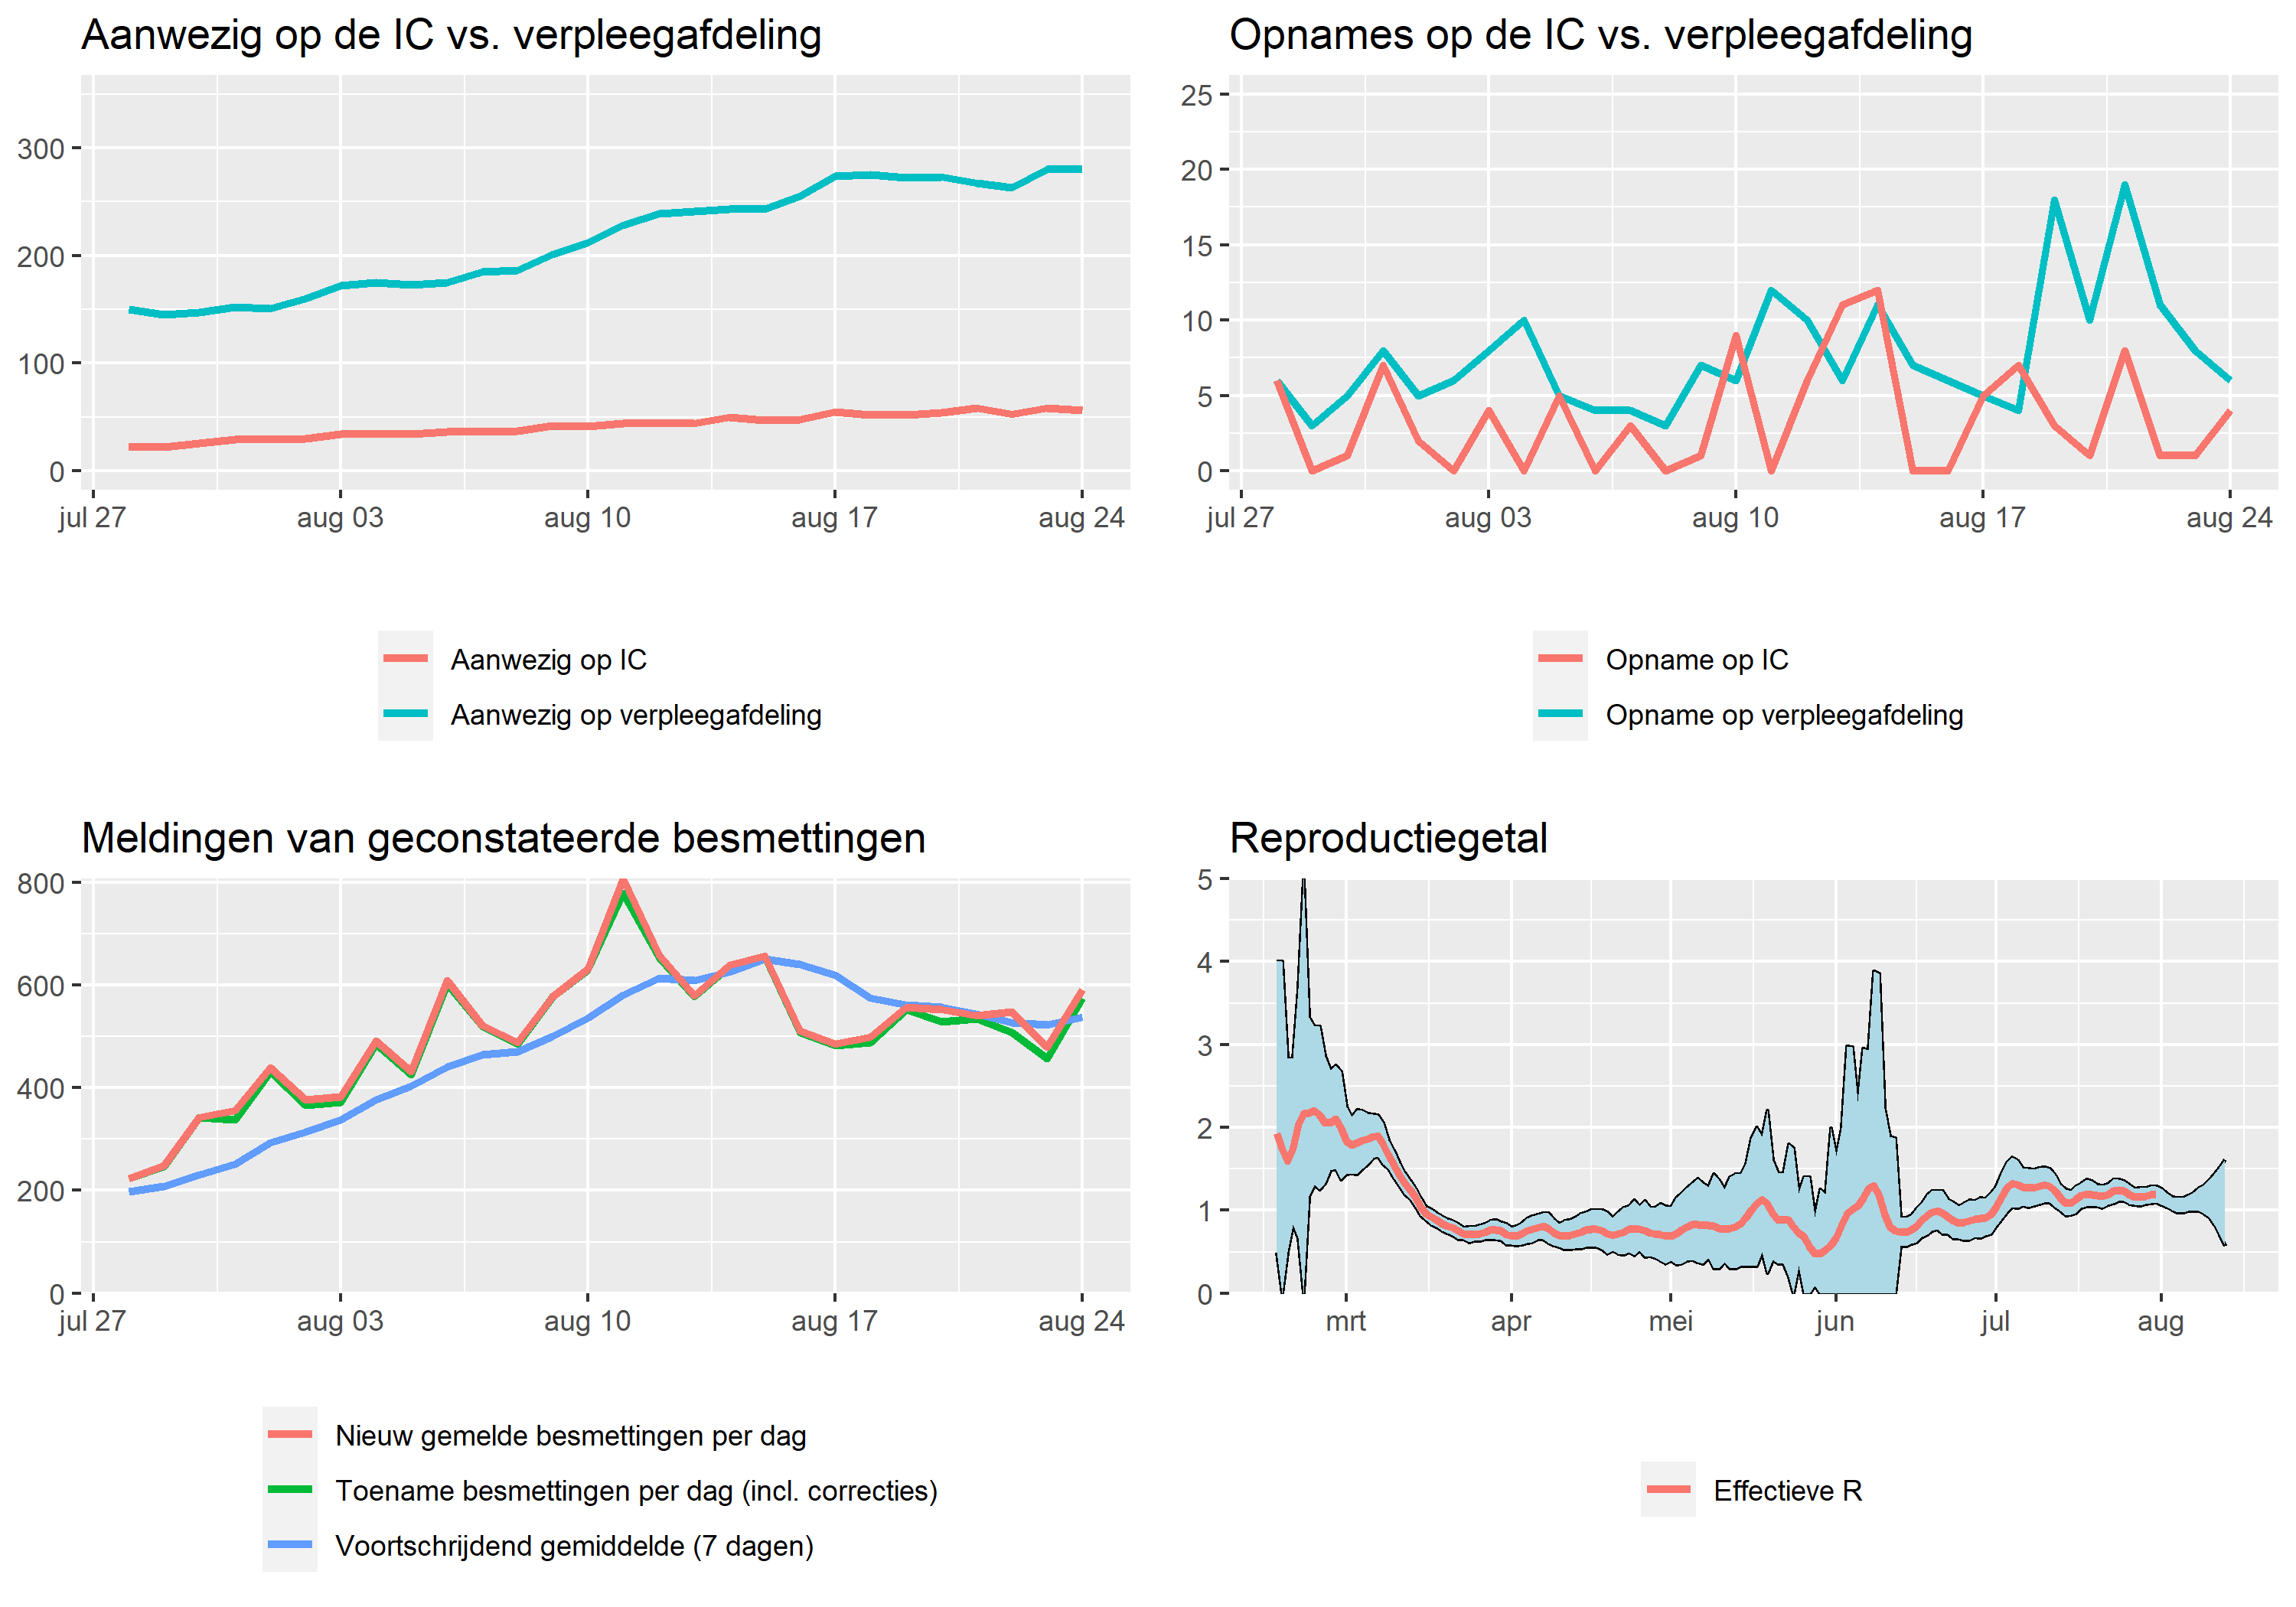 Aanwezig op de IC vs. verpleegafdeling
300
200
100
0
jul 27 aug 03 aug 10 aug 17 aug 24
Aanwezig op IC
Aanwezig op verpleegafdeling
Opnames op de IC vs. verpleegafdeling
25
20
15
10
5
0
jul 27 aug 03 aug 10 aug 17 aug 24
Opname op IC
Opname op verpleegafdeling
Meldingen van geconstateerde besmettingen
800
600
400
200
0
jul 27 aug 03 aug 10 aug 17 aug 24
Nieuw gemelde besmettingen per dag
Toename besmettingen per dag (incl. correcties)
Voortschrijdend gemiddelde (7 dagen)
Reproductiegetal
5
4
3
2
1
0
mrt apr mei jun jul aug
Effectieve R